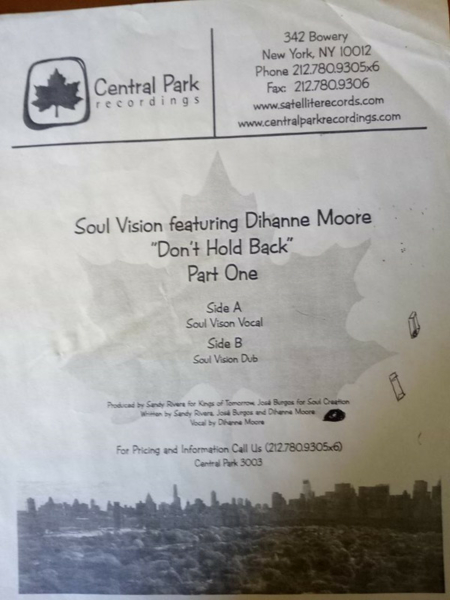 Central Park
recordings
342 Bowery
New York, NY 10012
Phone 212.780.9305x6
Fax: 212.780.9306
www.satelliterecords.com
www.centralparkrecordings.com
Soul Vision featuring Dihanne Moore
"Don't Hold Back"
Part One
Side A
Soul Vison Vocal
Side B
Soul Vision Dub
Produced by Sandy Rivera for Kings of Tomorrow, José Burgos for Soul Creation
Written by Sandy Rivera, José Burgos and Dihanne Moore
Vocal by Dihanne Moore
For Pricing and Information Call Us (212.780.9305x6)
Central Park 3003